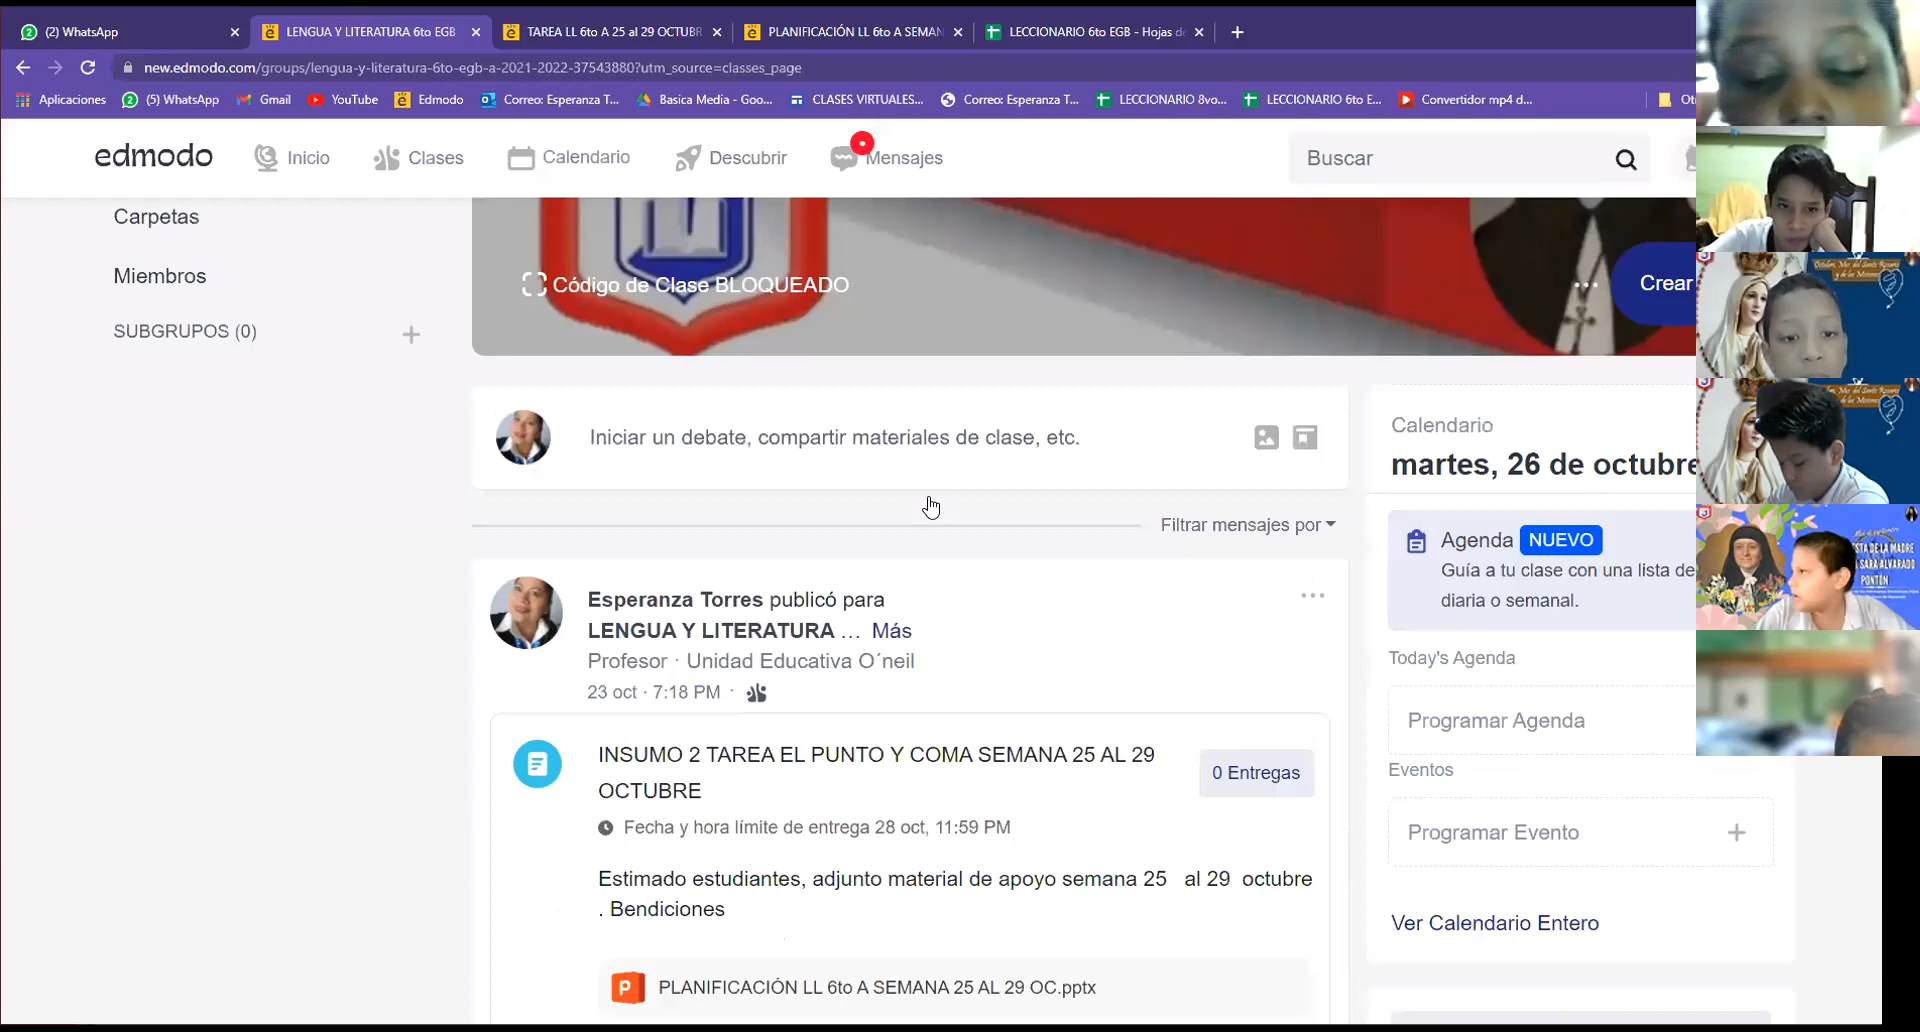 (2) WhatsApp
LENGUA Y LITERATURA 6to EGB
TAREA LL 6to A 25 al 29 OCTUBR
PLANIFICACIÓN LL 6to A SEMAN
LECCIONARIO 6to EGB - Hojas de
new.edmodo.com/groups/lengua-y-literatura-6to-egb-a-2021-2022-37543880?utm_source=classes_page
Aplicaciones
(5) WhatsApp
Gmail
YouTube
Edmodo
Correo: Esperanza T...
Basica Media - Goo...
CLASES VIRTUALES...
Correo: Esperanza T...
LECCIONARIO 8vo...
LECCIONARIO 6to E...
Convertidor mp4 d...
edmodo
Inicio
Clases
Calendario
Descubrir
Mensajes
Buscar
Carpetas
Miembros
SUBGRUPOS (0)
Código de Clase BLOQUEADO
Crear
Iniciar un debate, compartir materiales de clase, etc.
Filtrar mensajes por
Esperanza Torres publicó para
LENGUA Y LITERATURA ... Más
Profesor · Unidad Educativa O´neil
23 oct · 7:18 PM ·
INSUMO 2 TAREA EL PUNTO Y COMA SEMANA 25 AL 29
OCTUBRE
0 Entregas
Fecha y hora límite de entrega 28 oct, 11:59 PM
Estimado estudiantes, adjunto material de apoyo semana 25 al 29 octubre
. Bendiciones
P
PLANIFICACIÓN LL 6to A SEMANA 25 AL 29 OC.pptx
Calendario
martes, 26 de octubre
Agenda NUEVO
Guía a tu clase con una lista de
diaria o semanal.
Today's Agenda
Programar Agenda
Eventos
Programar Evento
Ver Calendario Entero
ESTA DE LA MADRE
SARA ALVARADO
PONTÓN